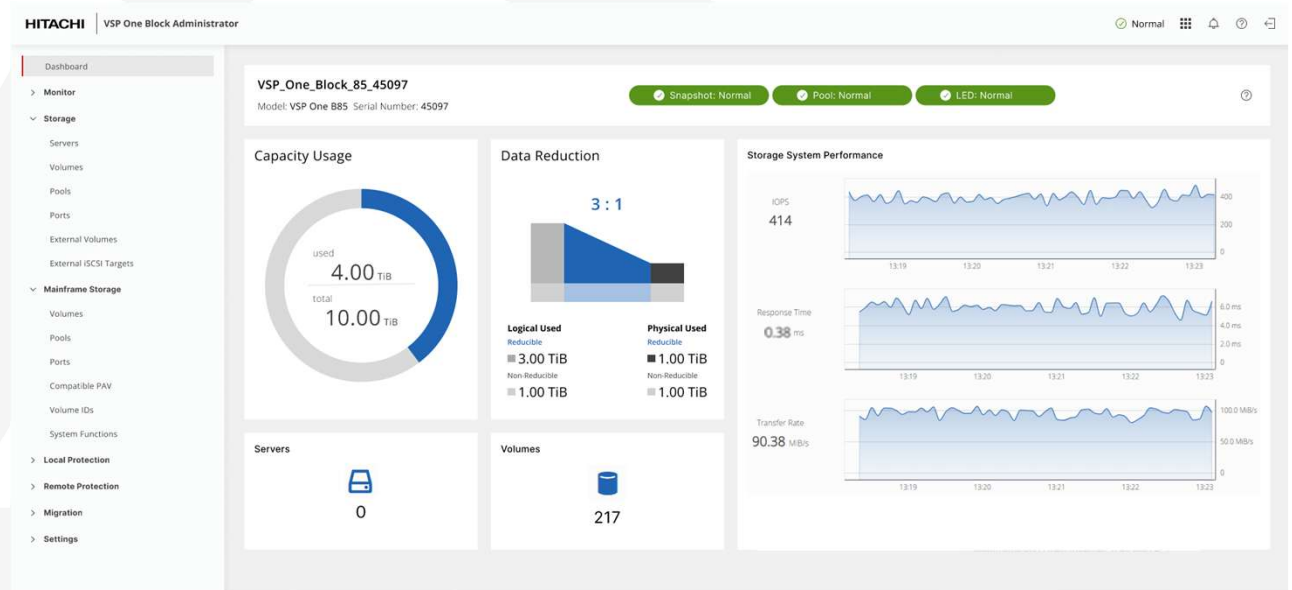 HITACHI VSP One Block Administrator
Normal
Dashboard
Monitor
Storage
Servers
Volumes
Pools
Ports
External Volumes
External iSCSI Targets
Mainframe Storage
Volumes
Pools
Ports
Compatible PAV
Volume IDs
System Functions
Local Protection
Remote Protection
Migration
Settings
VSP_One_Block_85_45097
Model: VSP One B85 Serial Number: 45097
Snapshot: Normal
Pool: Normal
LED: Normal
Capacity Usage
used
4.00 TiB
total
10.00 TiB
Data Reduction
3 : 1
Logical Used
Reducible
3.00 TiB
Non-Reducible
1.00 TiB
Physical Used
Reducible
1.00 TiB
Non-Reducible
1.00 TiB
Servers
0
Volumes
217
Storage System Performance
IOPS
414
400
200
0
13:19 13:20 13:21 13:22 13:23
Response Time
0.38 ms
6.0 ms
4.0 ms
2.0 ms
0
13:19 13:20 13:21 13:22 13:23
Transfer Rate
90.38 MiB/s
100.0 MiB/s
50.0 MiB/s
0
13:19 13:20 13:21 13:22 13:23